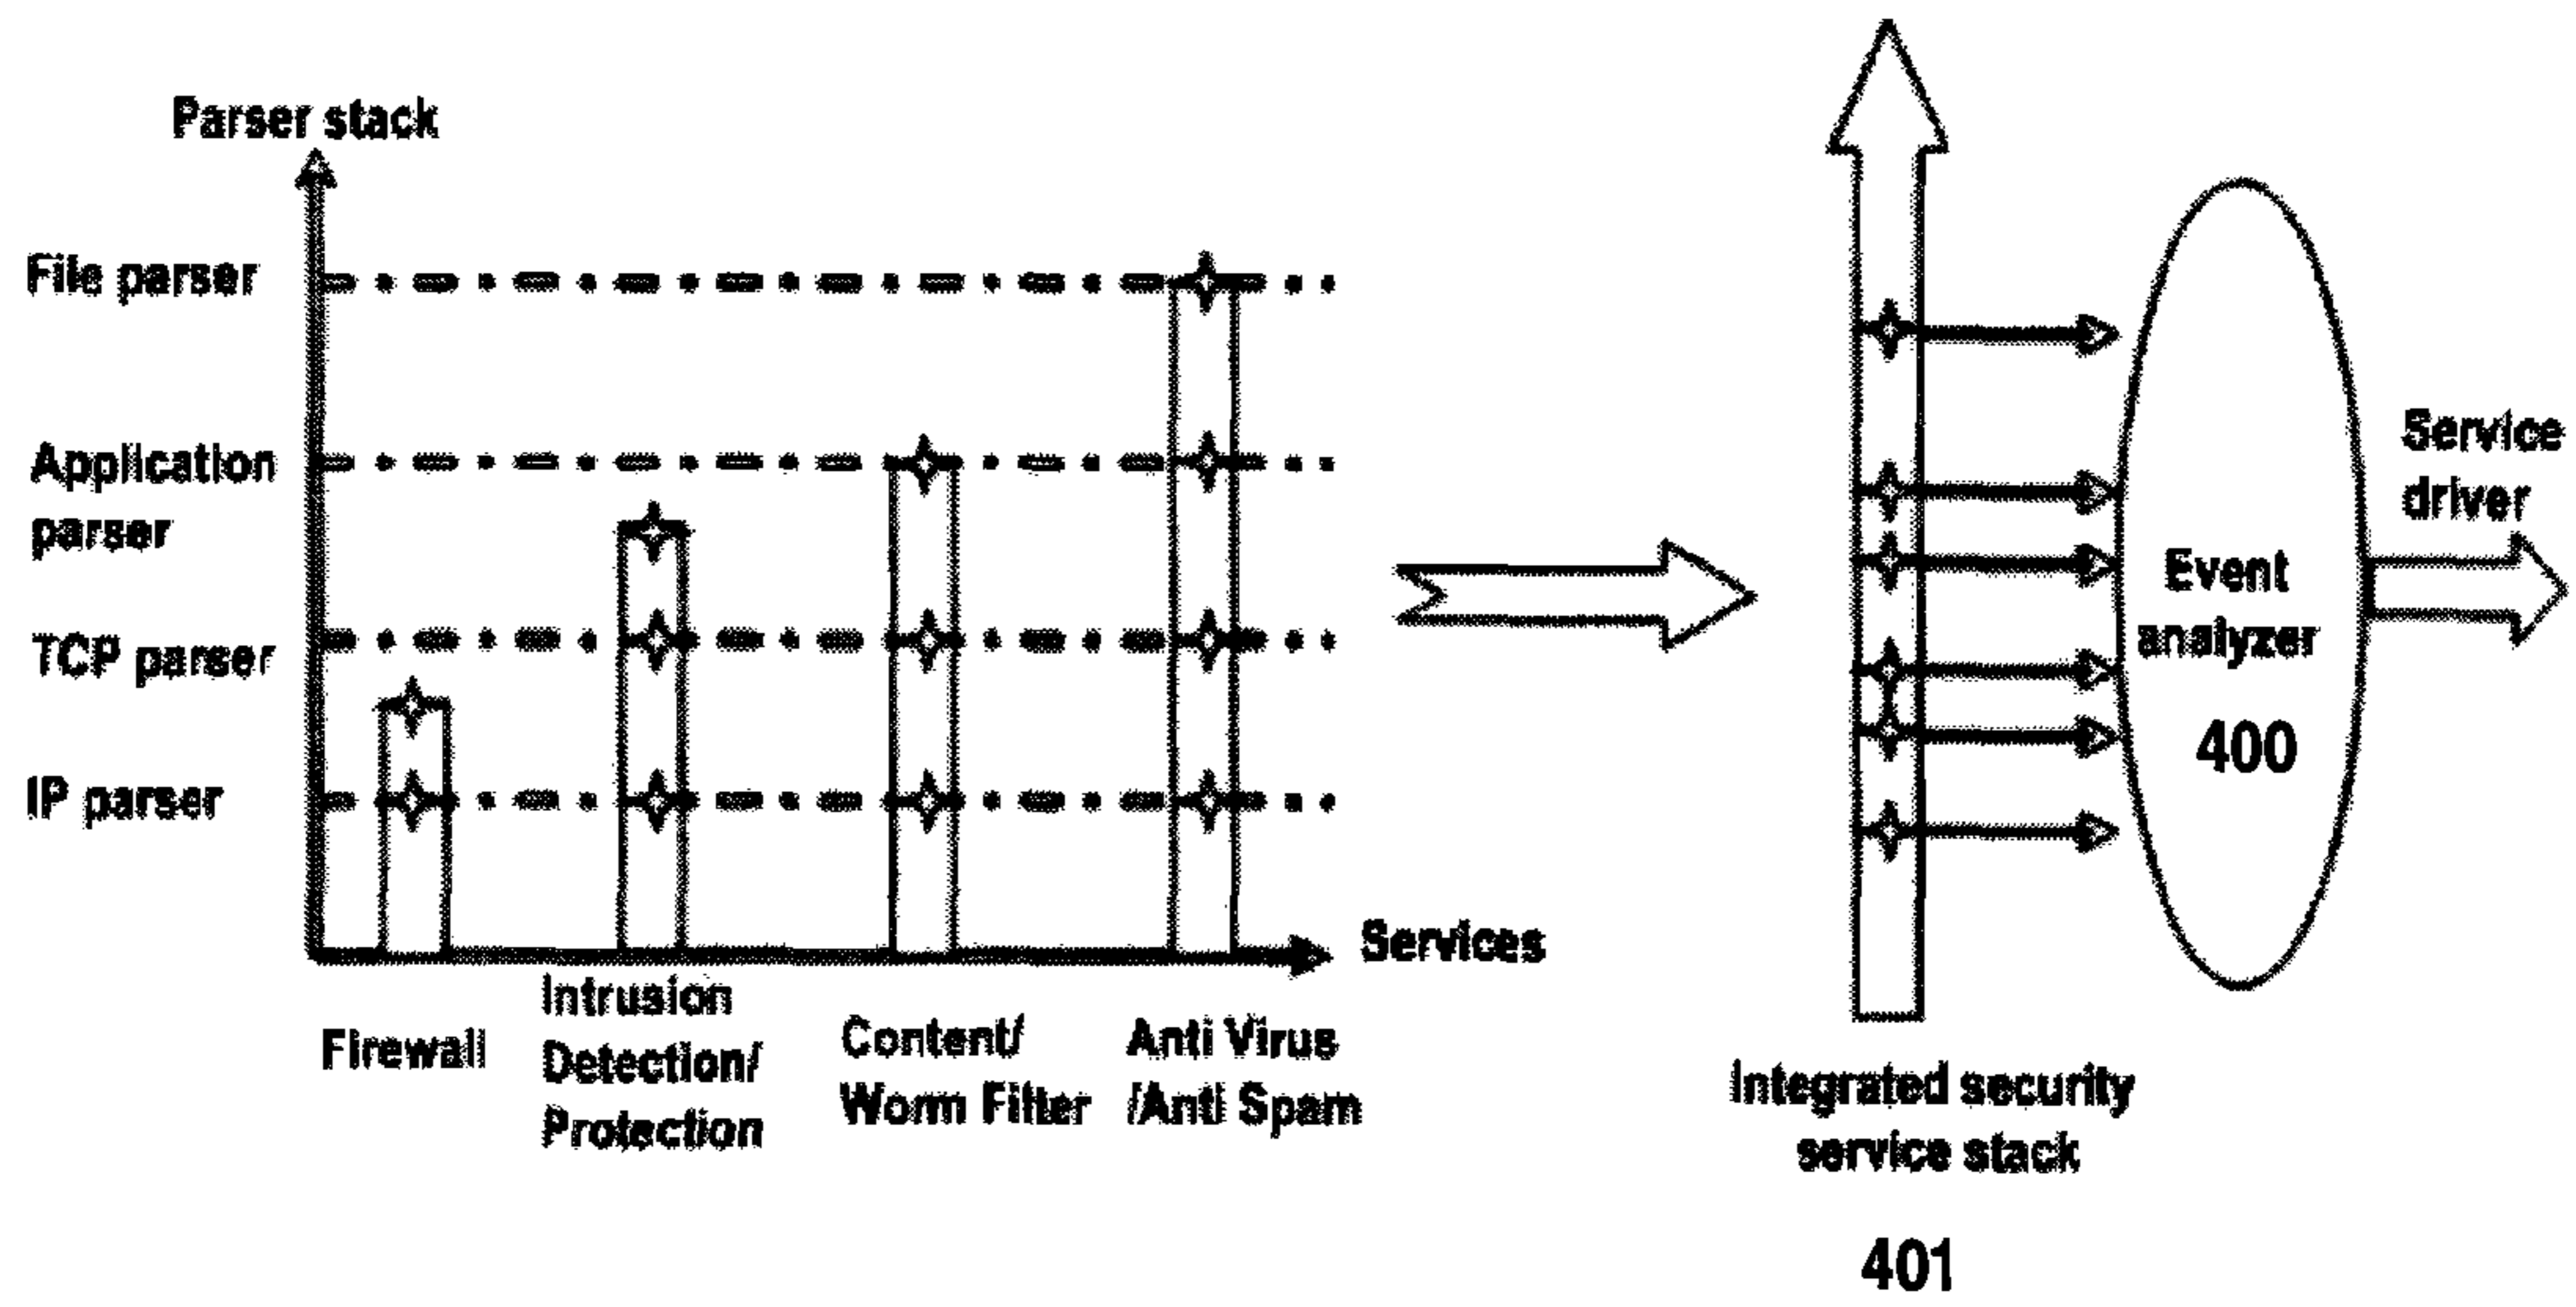 Parser stack
File parser
Application
parser
TCP parser
IP parser
Services
Firewall
Intrusion
Detection/
Protection
Content/
Worm Filter
Anti Virus
/Anti Spam
Integrated security
service stack
401
Event
analyzer
400
Service
driver